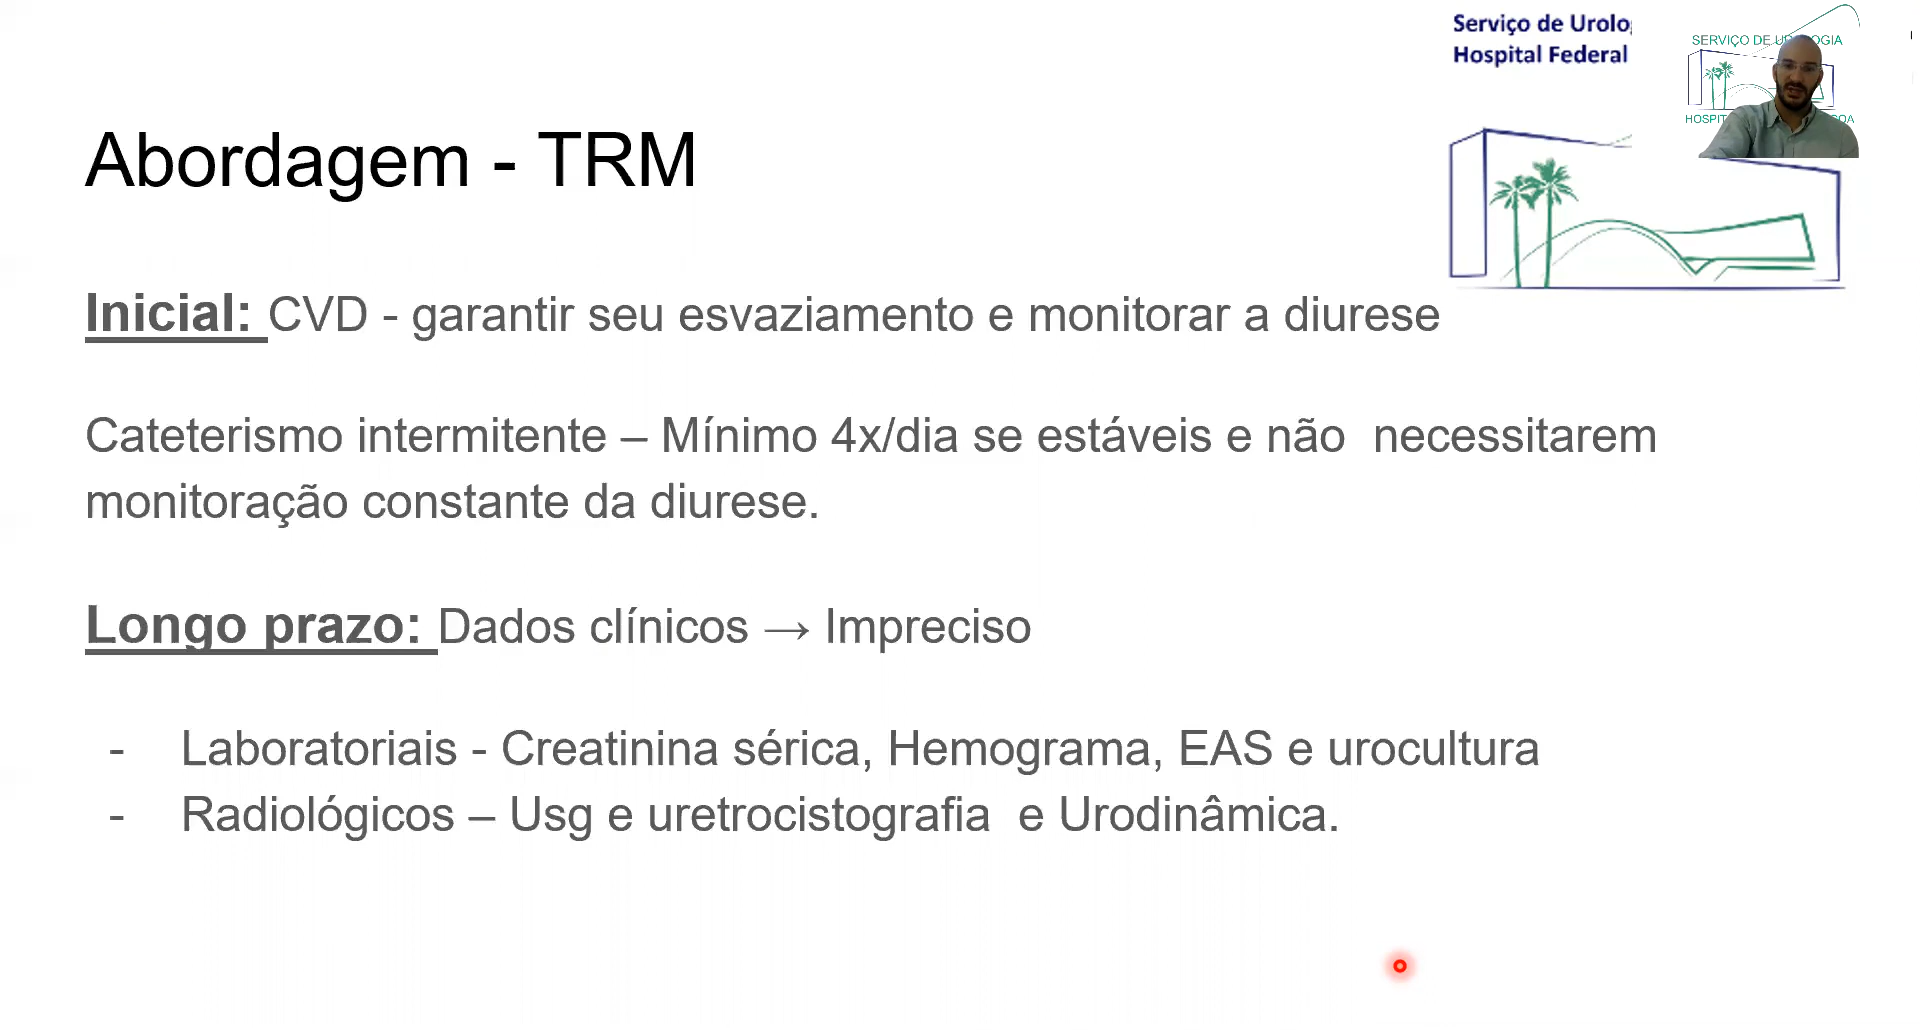 Serviço de
Hospital Federal
SERVIÇO DE
Abordagem - TRM
Inicial: CVD - garantir seu esvaziamento e monitorar a diurese
Cateterismo intermitente – Mínimo 4x/dia se estáveis e não  necessitarem
monitoração constante da diurese.
Longo prazo: Dados clínicos → Impreciso
- Laboratoriais - Creatinina sérica, Hemograma, EAS e urocultura
- Radiológicos – Usg e uretrocistografia  e Urodinâmica.